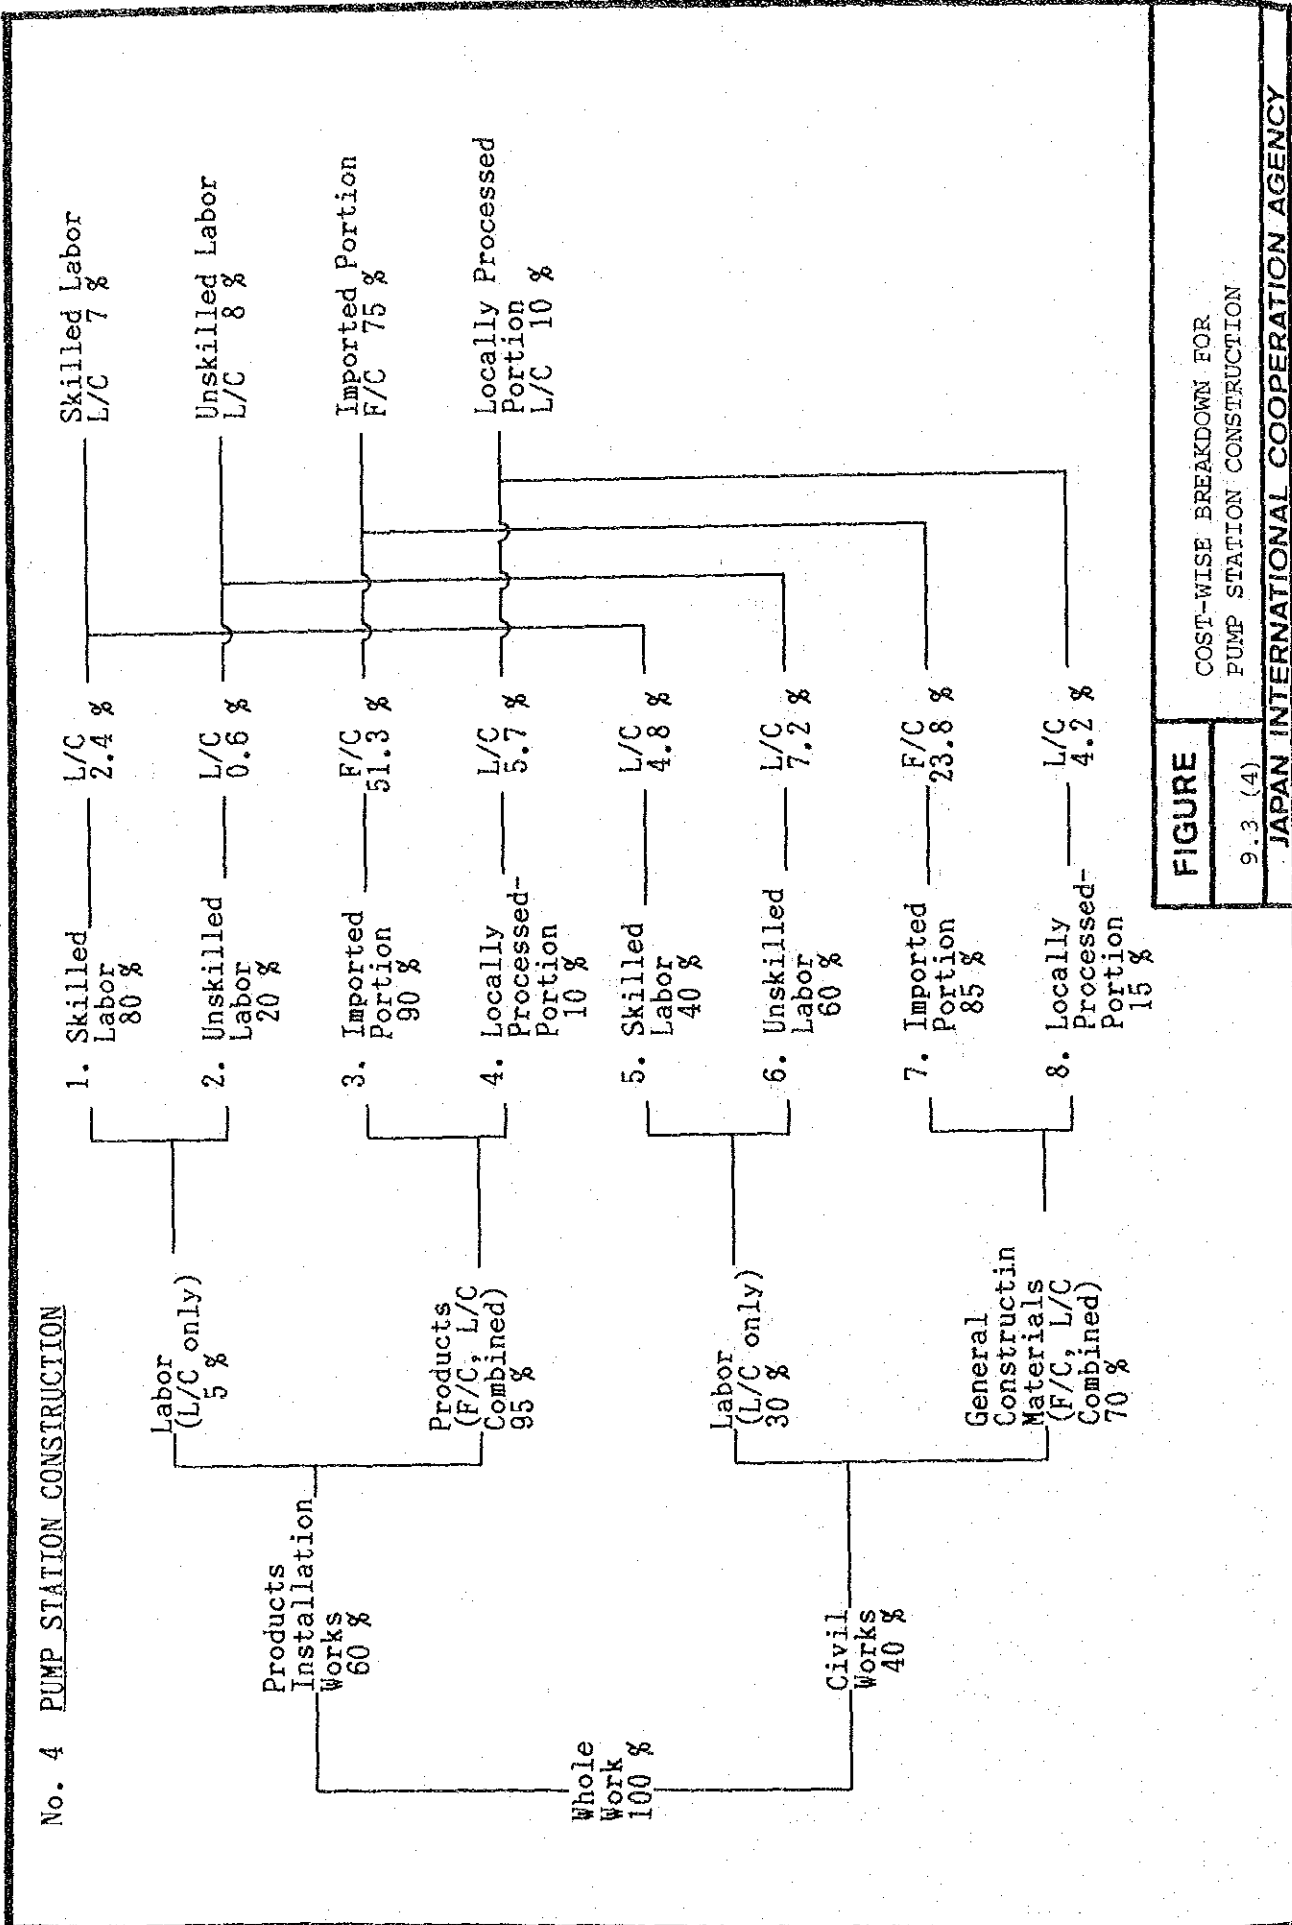 No. 4 PUMP STATION CONSTRUCTION
Whole
Work
100 %
Products
Installation
Works
60 %
Civil
Works
40 %
Labor
(L/C only)
5 %
Products
(F/C, L/C
Combined)
95 %
Labor
(L/C only)
30 %
General
Constructin
Materials
(F/C, L/C
Combined)
70 %
1. Skilled
Labor
80 %
2. Unskilled
Labor
20 %
3. Imported
Portion
90 %
4. Locally
Processed-
Portion
10 %
5. Skilled
Labor
40 %
6. Unskilled
Labor
60 %
7. Imported
Portion
85 %
8. Locally
Processed-
Portion
15 %
L/C
2.4 %
L/C
0.6 %
F/C
51.3 %
L/C
5.7 %
L/C
4.8 %
L/C
7.2 %
F/C
23.8 %
L/C
4.2 %
Skilled Labor
L/C 7 %
Unskilled Labor
L/C 8 %
Imported Portion
F/C 75 %
Locally Processed
Portion
L/C 10 %
FIGURE
9.3 (4)
COST-WISE BREAKDOWN FOR
PUMP STATION CONSTRUCTION
JAPAN INTERNATIONAL COOPERATION AGENCY